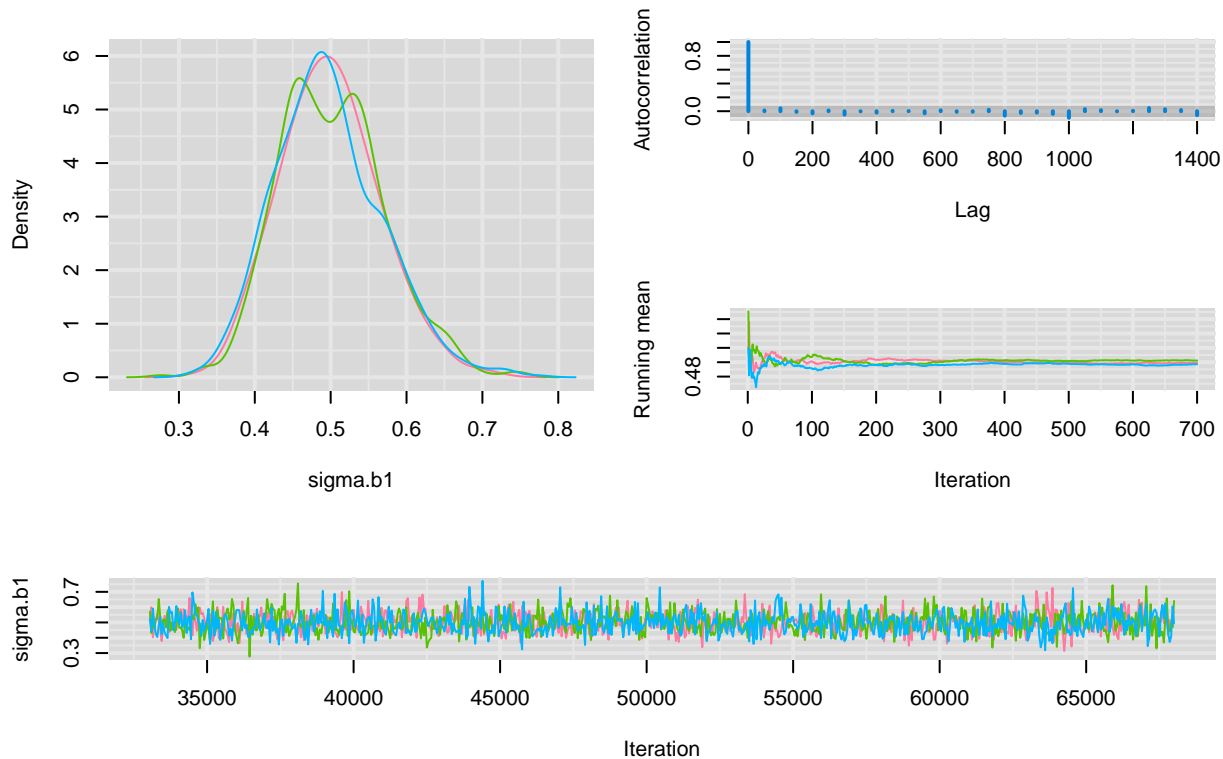 Density
6
5
4
3
2
1
0
0.3 0.4 0.5 0.6 0.7 0.8
sigma.b1
Autocorrelation
0.8
0.0
0 200 400 600 800 1000 1400
Lag
Running mean
0.48
0 100 200 300 400 500 600 700
Iteration
sigma.b1
0.7
0.3
35000 40000 45000 50000 55000 60000 65000
Iteration